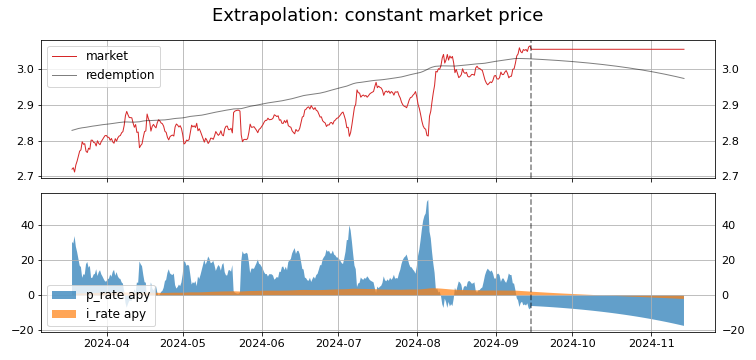 Extrapolation: constant market price
market
redemption
3.0 3.0
2.9 2.9
2.8 2.8
2.7 2.7
40 40
20 20
0 0
−20 −20
p_rate apy
i_rate apy
2024-04 2024-05 2024-06 2024-07 2024-08 2024-09 2024-10 2024-11